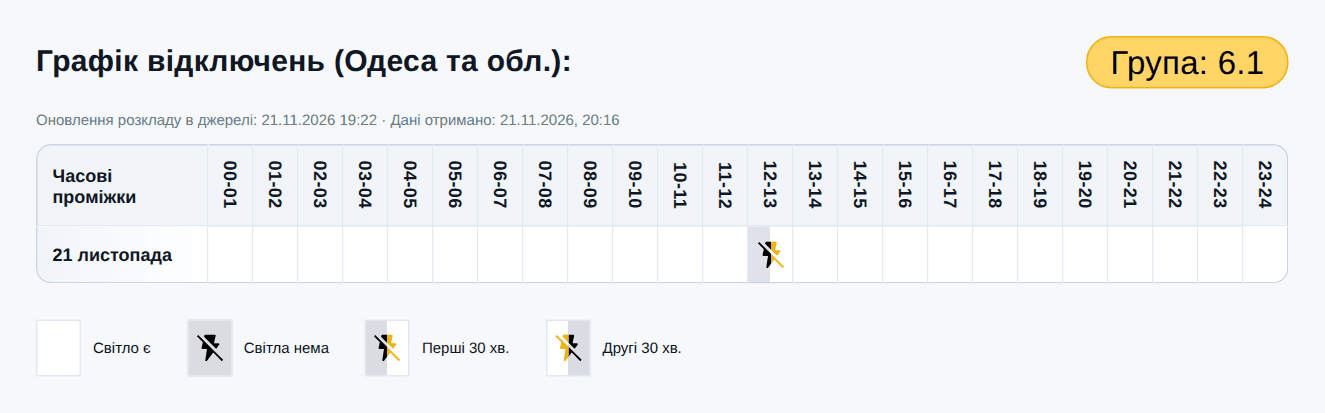 Графік відключень (Одеса та обл.):
Група: 6.1
Оновлення розкладу в джерелі: 21.11.2026 19:22 · Дані отримано: 21.11.2026, 20:16
Часові
проміжки
00-01
01-02
02-03
03-04
04-05
05-06
06-07
07-08
08-09
09-10
10-11
11-12
12-13
13-14
14-15
15-16
16-17
17-18
18-19
19-20
20-21
21-22
22-23
23-24
21 листопада
Світло є
Світла нема
Перші 30 хв.
Другі 30 хв.